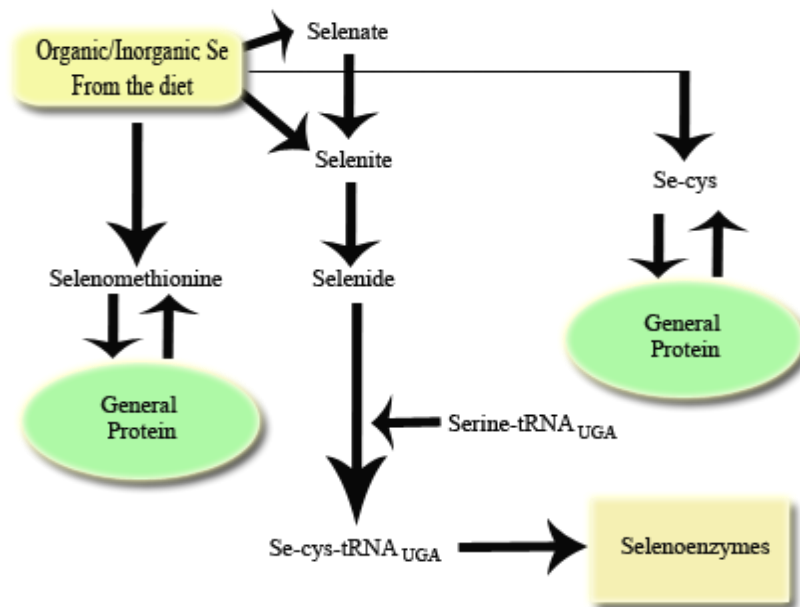 Organic/Inorganic Se
From the diet
Selenate
Selenite
Se-cys
Selenomethionine
Selenide
General
Protein
General
Protein
Serine-tRNA UGA
Se-cys-tRNA UGA
Selenoenzymes